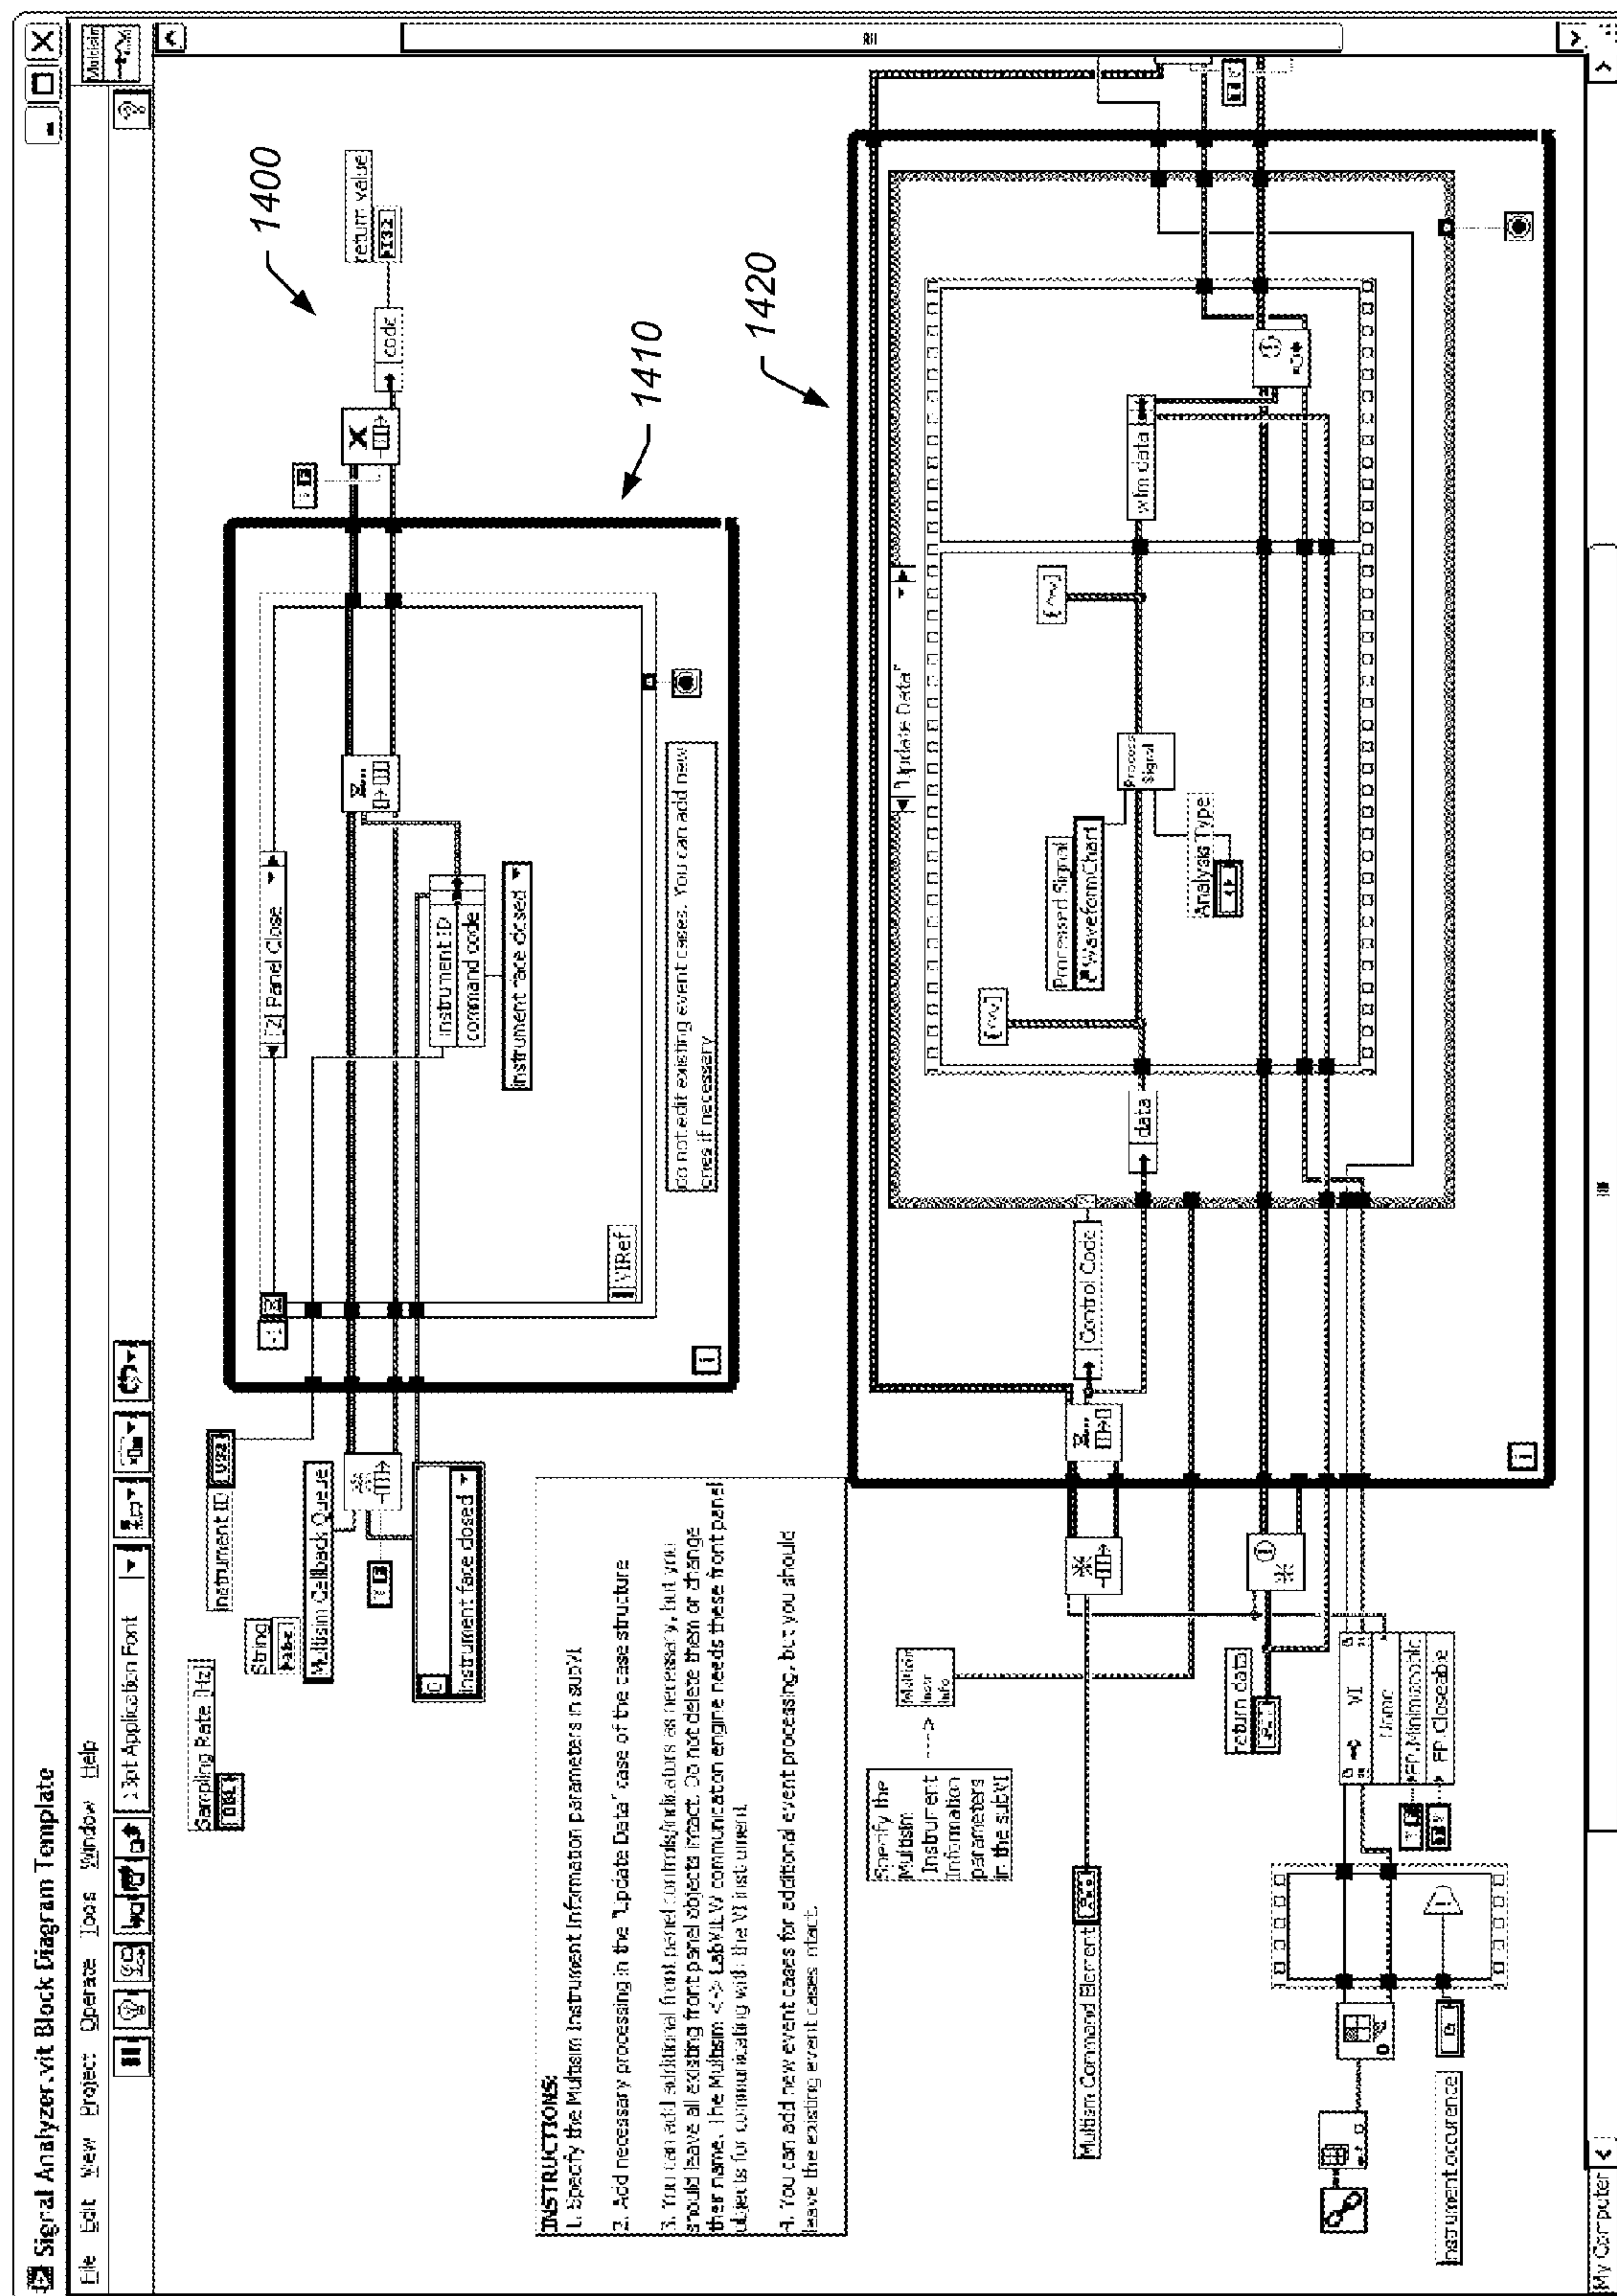 Signal Analyzer.vit Block Diagram Template
File Edit View Project Operate Tools Window Help
13pt Application Font
Multisim
Sampling Rate [Hz]
DBL
String
abc
instrument ID
U32
Multisim Callback Queue
instrument face closed
[2] Panel Close
instrument ID
command code
instrument face closed
VIRef
do not edit existing event cases. You can add new
ones if necessary
i
code
return value
I32
1400
1410
1420
INSTRUCTIONS:
1. Specify the Multisim Instrument Information parameters in subVI
2. Add necessary processing in the "Update Data" case of the case structure
3. You can add additional front panel controls/indicators as necessary, but you
should leave all existing front panel objects intact. Do not delete them or change
their name. The Multisim <-> LabVIEW communication engine needs these front panel
objects for communicating with the VI instrument.
4. You can add new event cases for additional event processing, but you should
leave the existing event cases intact.
Specify the
Multisim
Instrument
Information
parameters
in the subVI
Multisim
Instr
Info
Multisim Command Element
return data
Control Code
data
"Update Data"
Processed Signal
WaveformChart
Process
Signal
Analysis Type
wfm data
i
VI
Name
FP.Minimizable
FP.Closeable
Instrument occurence
My Computer